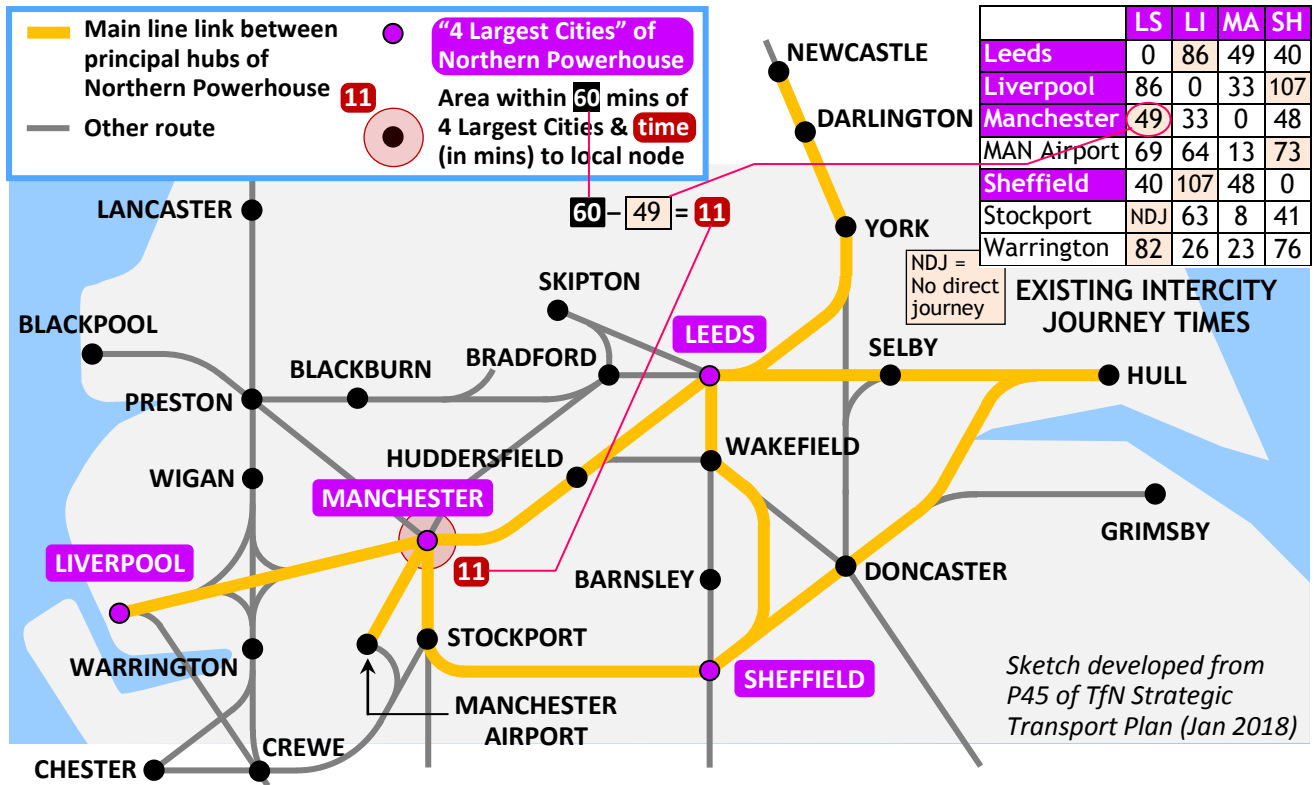 Main line link between
principal hubs of
Northern Powerhouse
11
Other route
“4 Largest Cities” of
Northern Powerhouse
Area within 60 mins of
4 Largest Cities & time
(in mins) to local node
LS LI MA SH
Leeds 0 86 49 40
Liverpool 86 0 33 107
Manchester 49 33 0 48
MAN Airport 69 64 13 73
Sheffield 40 107 48 0
Stockport NDJ 63 8 41
Warrington 82 26 23 76
NDJ =
No direct
journey
EXISTING INTERCITY
JOURNEY TIMES
60 – 49 = 11
NEWCASTLE
DARLINGTON
LANCASTER
YORK
SKIPTON
BLACKPOOL
LEEDS
SELBY
BRADFORD
BLACKBURN
HULL
PRESTON
WAKEFIELD
HUDDERSFIELD
WIGAN
MANCHESTER
GRIMSBY
LIVERPOOL
11
BARNSLEY
DONCASTER
STOCKPORT
WARRINGTON
SHEFFIELD
MANCHESTER
AIRPORT
CREWE
CHESTER
Sketch developed from
P45 of TfN Strategic
Transport Plan (Jan 2018)